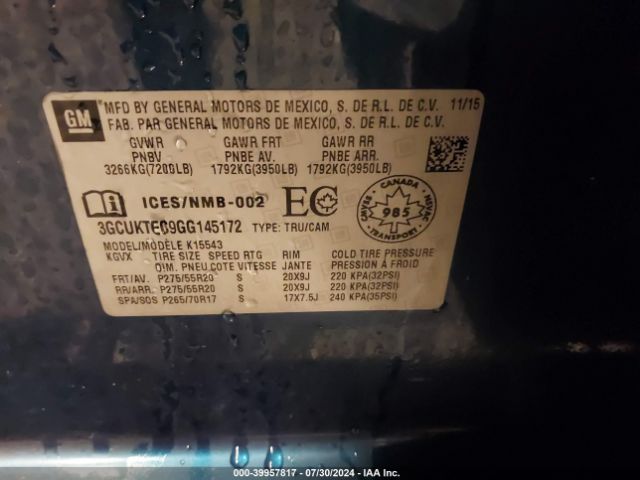 GM
MFD BY GENERAL MOTORS DE MEXICO, S. DE R.L. DE C.V. 11/15
FAB. PAR GENERAL MOTORS DE MEXICO, S. DE R.L. DE C.V.
GVWR GAWR FRT GAWR RR
PNBV PNBE AV. PNBE ARR.
3266KG(7200LB) 1792KG(3950LB) 1792KG(3950LB)
ICES/NMB-002 EC
CANADA
985
TRANSPORT
3GCUKTEC9GG145172 TYPE: TRU/CAM
MODEL/MODÈLE K15543
KGVX TIRE SIZE SPEED RTG RIM COLD TIRE PRESSURE
DIM. PNEU COTE VITESSE JANTE PRESSION À FROID
FRT/AV. P275/55R20 S 20X9J 220 KPA(32PSI)
RR/ARR. P275/55R20 S 20X9J 220 KPA(32PSI)
SPA/SDS P265/70R17 S 17X7.5J 240 KPA(35PSI)
000-39957817 - 07/30/2024 - IAA Inc.